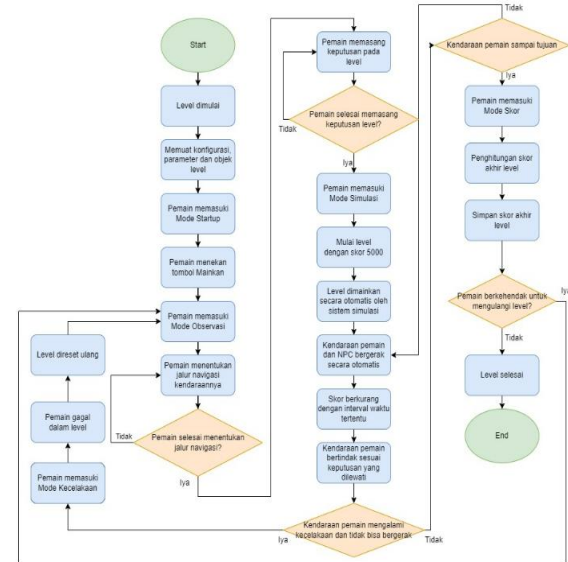 Start
Level dimulai
Memuat konfigurasi,
parameter dan objek
level
Pemain memasuki
Mode Startup
Pemain menekan
tombol Mainkan
Pemain memasuki
Mode Observasi
Pemain menentukan
jalur navigasi
kendaraannya
Pemain selesai menentukan
jalur navigasi?
Tidak
Iya
Level direset ulang
Pemain gagal
dalam level
Pemain memasuki
Mode Kecelakaan
Pemain memasang
keputusan pada
level
Pemain selesai memasang
keputusan level?
Tidak
Iya
Pemain memasuki
Mode Simulasi
Mulai level
dengan skor 5000
Level dimainkan
secara otomatis oleh
sistem simulasi
Kendaraan pemain
dan NPC bergerak
secara otomatis
Skor berkurang
dengan interval waktu
tertentu
Kendaraan pemain
bertindak sesuai
keputusan yang
dilewati
Kendaraan pemain mengalami
kecelakaan dan tidak bisa bergerak
Iya
Tidak
Tidak
Kendaraan pemain sampai tujuan
Iya
Pemain memasuki
Mode Skor
Penghitungan skor
akhir level
Simpan skor akhir
level
Pemain berkehendak untuk
mengulangi level?
Iya
Tidak
Level selesai
End